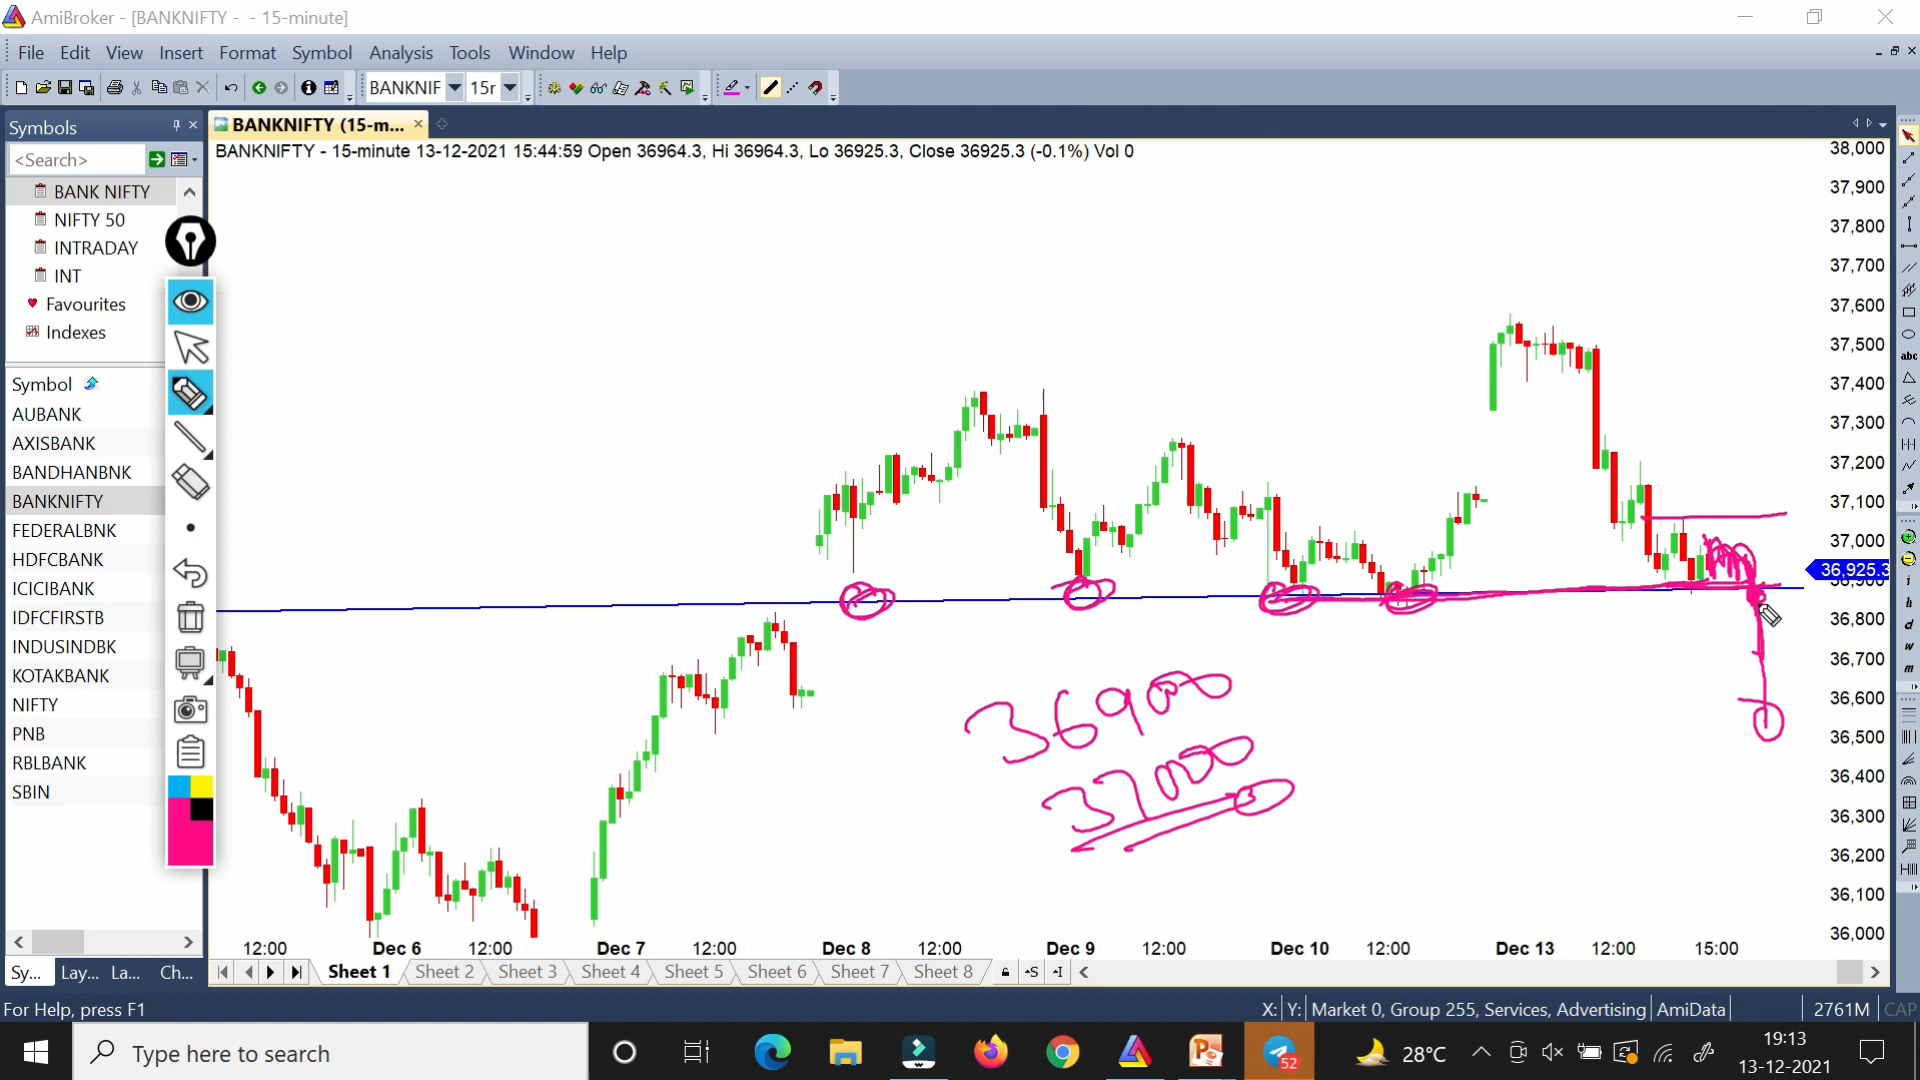 AmiBroker - [BANKNIFTY - - 15-minute]
File Edit View Insert Format Symbol Analysis Tools Window Help
BANKNIF 15r
Symbols
BANKNIFTY (15-m...
<Search>
BANKNIFTY - 15-minute 13-12-2021 15:44:59 Open 36964.3, Hi 36964.3, Lo 36925.3, Close 36925.3 (-0.1%) Vol 0
BANK NIFTY
NIFTY 50
INTRADAY
INT
Favourites
Indexes
Symbol
AUBANK
AXISBANK
BANDHANBNK
BANKNIFTY
FEDERALBNK
HDFCBANK
ICICIBANK
IDFCFIRSTB
INDUSINDBK
KOTAKBANK
NIFTY
PNB
RBLBANK
SBIN
38,000
37,900
37,800
37,700
37,600
37,500
37,400
37,300
37,200
37,100
37,000
36,925.3
36,800
36,700
36,600
36,500
36,400
36,300
36,200
36,100
36,000
36900
37000
abc
i
h
d
w
m
12:00 Dec 6 12:00 Dec 7 12:00 Dec 8 12:00 Dec 9 12:00 Dec 10 12:00 Dec 13 12:00 15:00
Sy... Lay... La... Ch...
Sheet 1 Sheet 2 Sheet 3 Sheet 4 Sheet 5 Sheet 6 Sheet 7 Sheet 8
For Help, press F1
X: Y: Market 0, Group 255, Services, Advertising AmiData 2761M CAP
Type here to search
52
28°C
19:13
13-12-2021